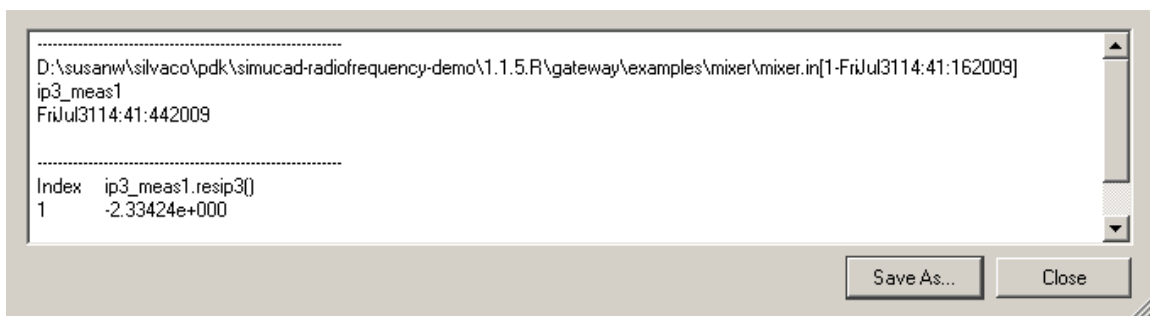 ------------------------------------------------------------
D:\susanw\silvaco\pdk\simucad-radiofrequency-demo\1.1.5.R\gateway\examples\mixer\mixer.in[1-FriJul3114:41:162009]
ip3_meas1
FriJul3114:41:442009
------------------------------------------------------------
Index ip3_meas1.resip3()
1 -2.33424e+000
Save As... Close